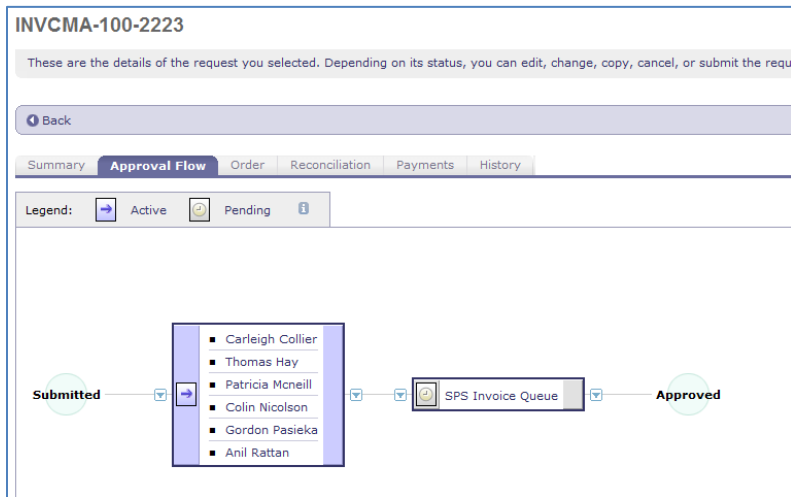 INVCMA-100-2223
These are the details of the request you selected. Depending on its status, you can edit, change, copy, cancel, or submit the requ
Back
Summary Approval Flow Order Reconciliation Payments History
Legend: Active Pending
Carleigh Collier
Thomas Hay
Patricia Mcneill
Submitted
Colin Nicolson
Gordon Pasieka
Anil Rattan
SPS Invoice Queue
Approved